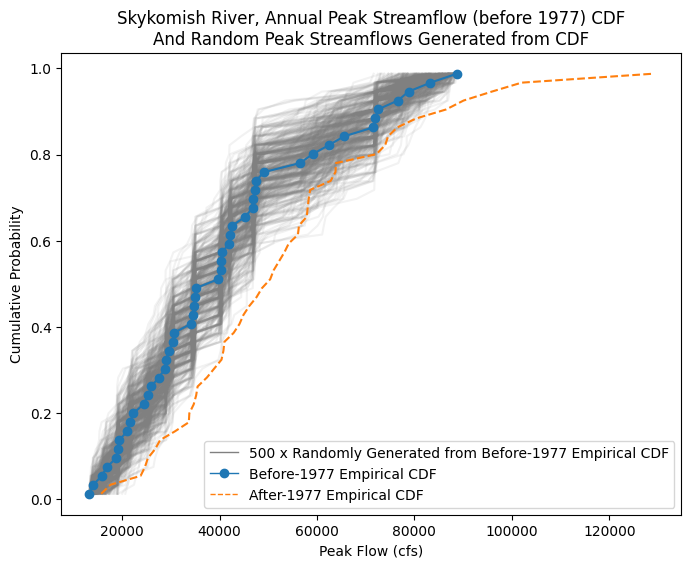 Skykomish River, Annual Peak Streamflow (before 1977) CDF
And Random Peak Streamflows Generated from CDF
1.0
0.8
0.6
0.4
0.2
0.0
Cumulative Probability
500 x Randomly Generated from Before-1977 Empirical CDF
Before-1977 Empirical CDF
After-1977 Empirical CDF
20000 40000 60000 80000 100000 120000
Peak Flow (cfs)